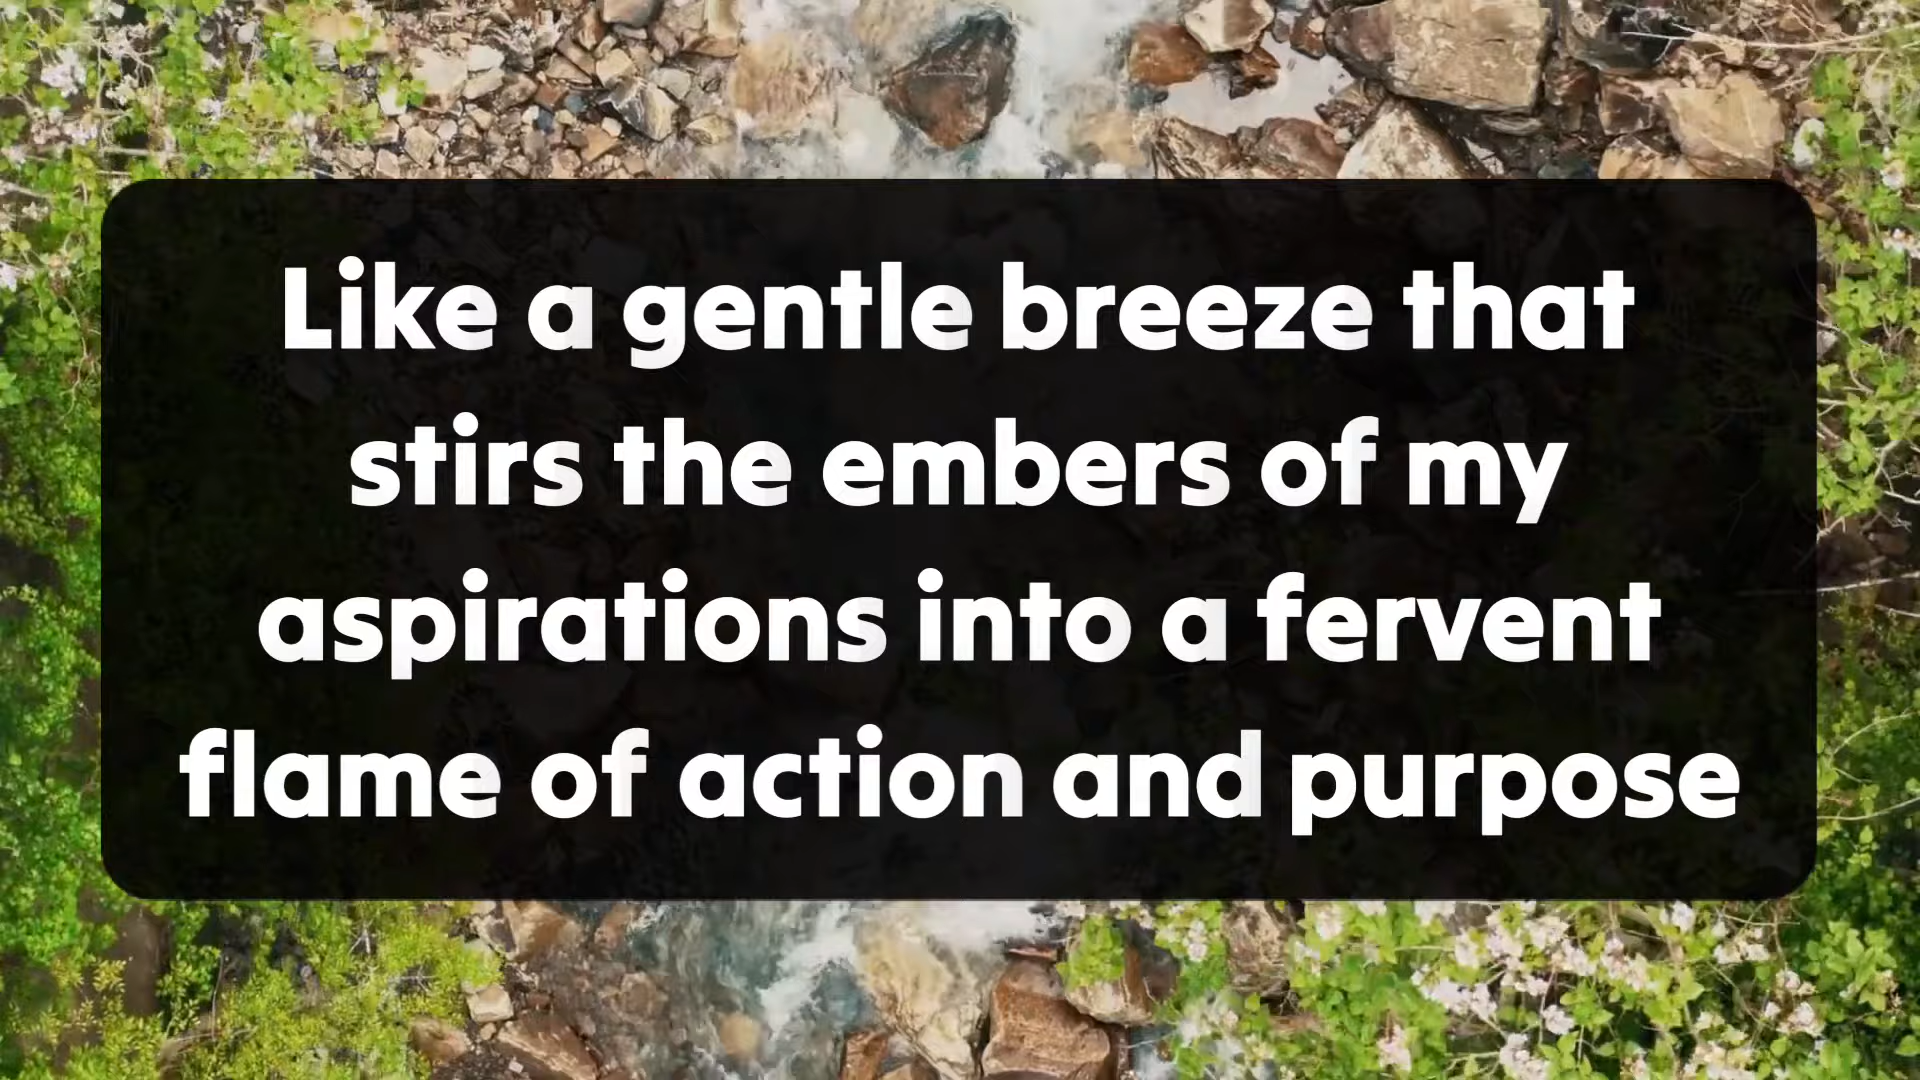 Like a gentle breeze that
stirs the embers of my
aspirations into a fervent
flame of action and purpose